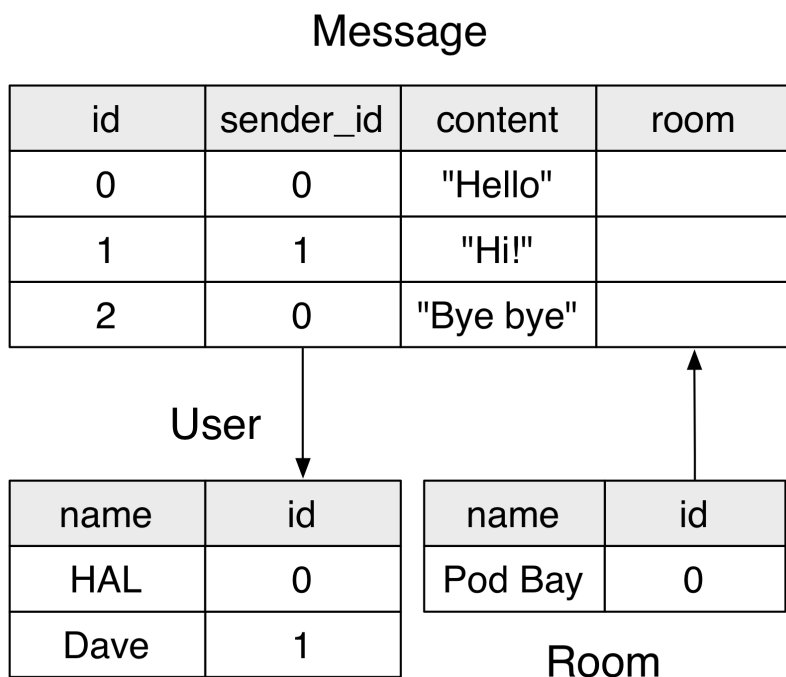 Message
id sender_id content room
0 0 "Hello"
1 1 "Hi!"
2 0 "Bye bye"
User
name id name id
HAL 0 Pod Bay 0
Dave 1
Room